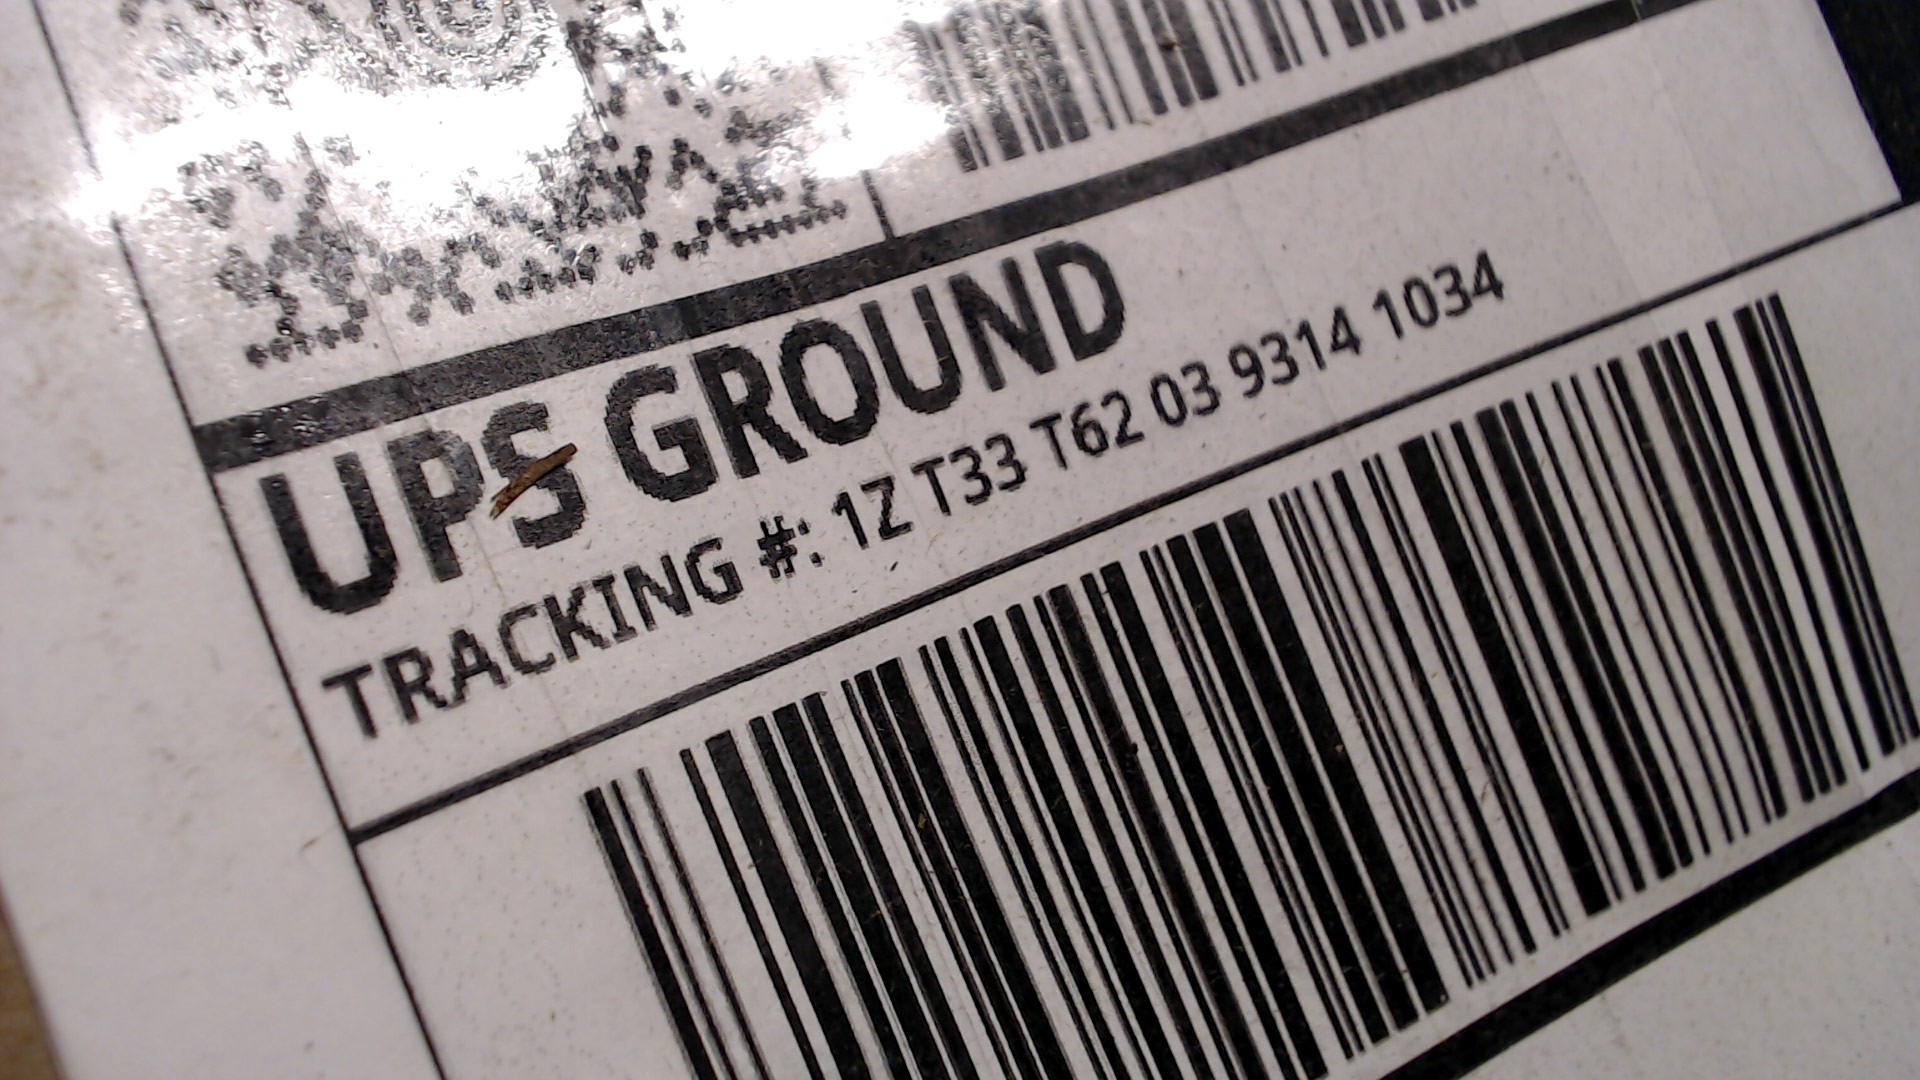 UPS GROUND
TRACKING #: 1Z T33 T62 03 9314 1034